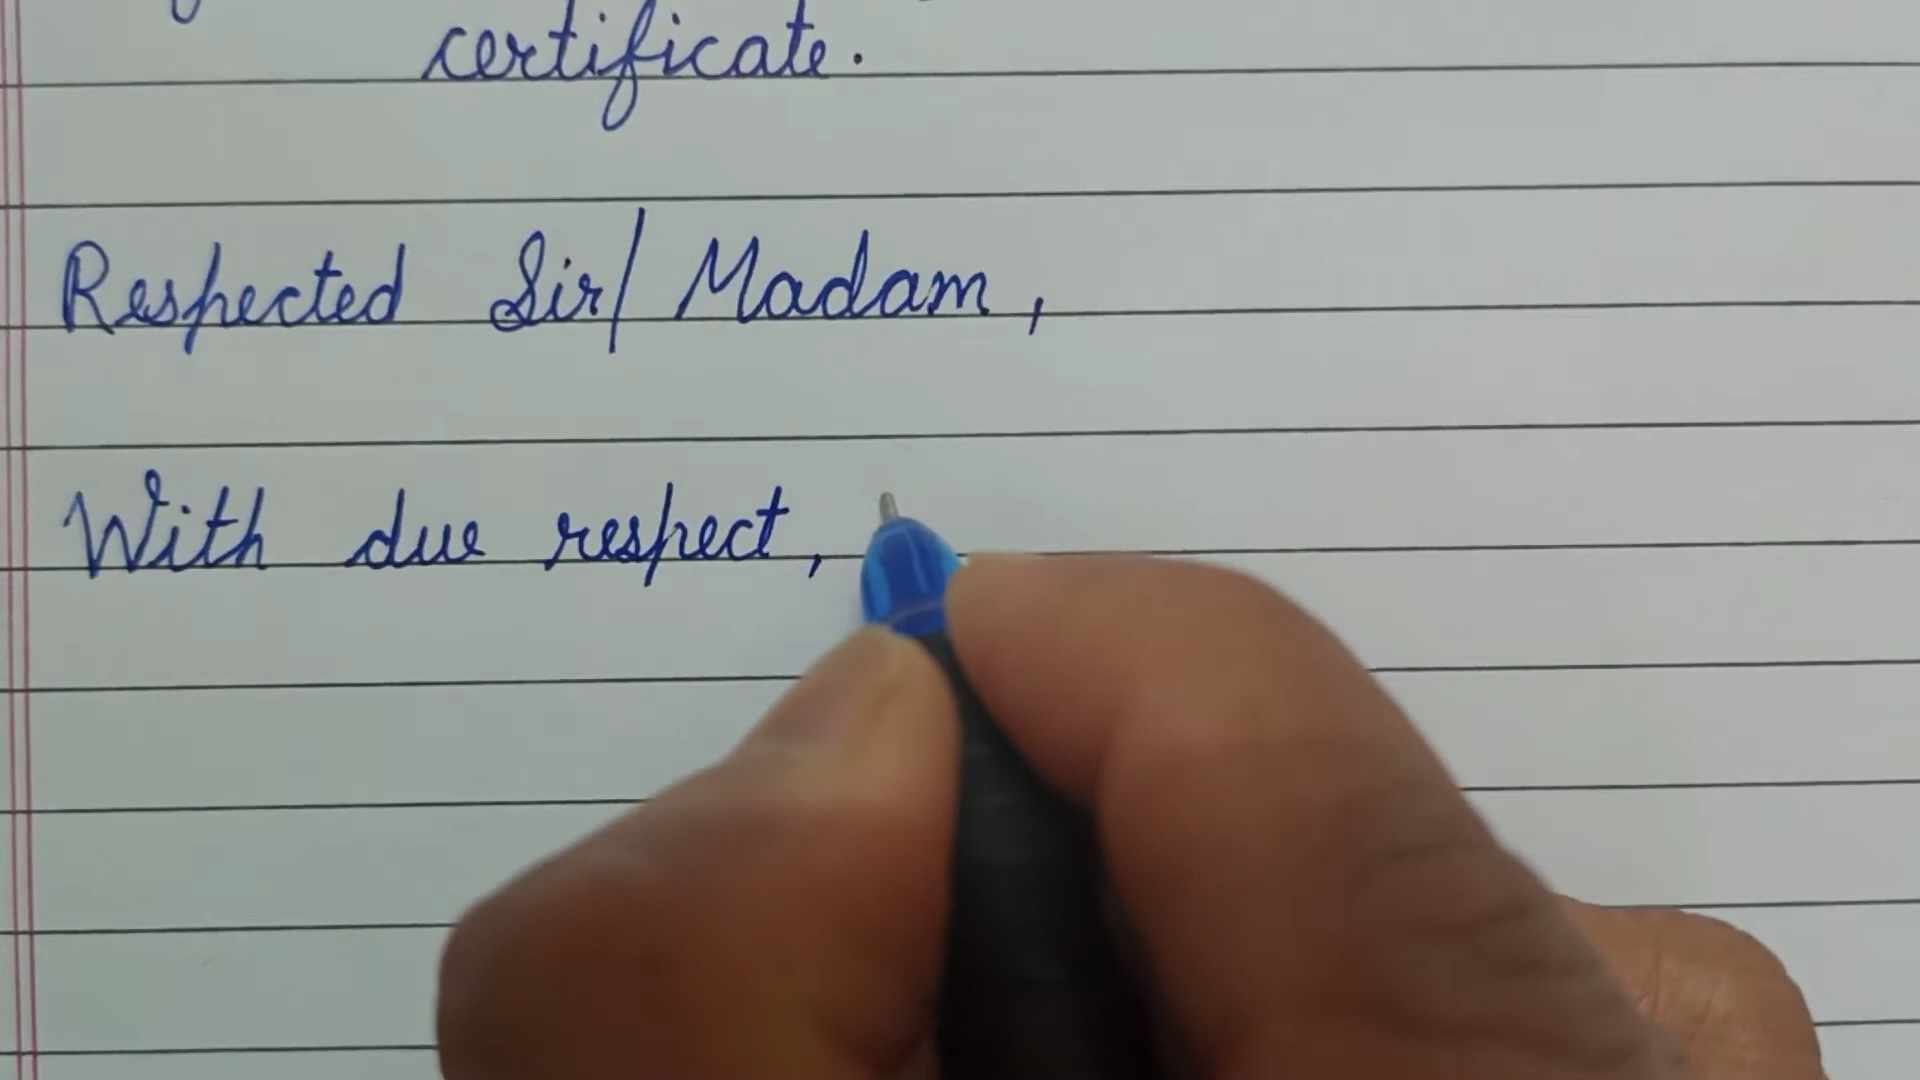 certificate.
Respected Sir/Madam,
With due respect,